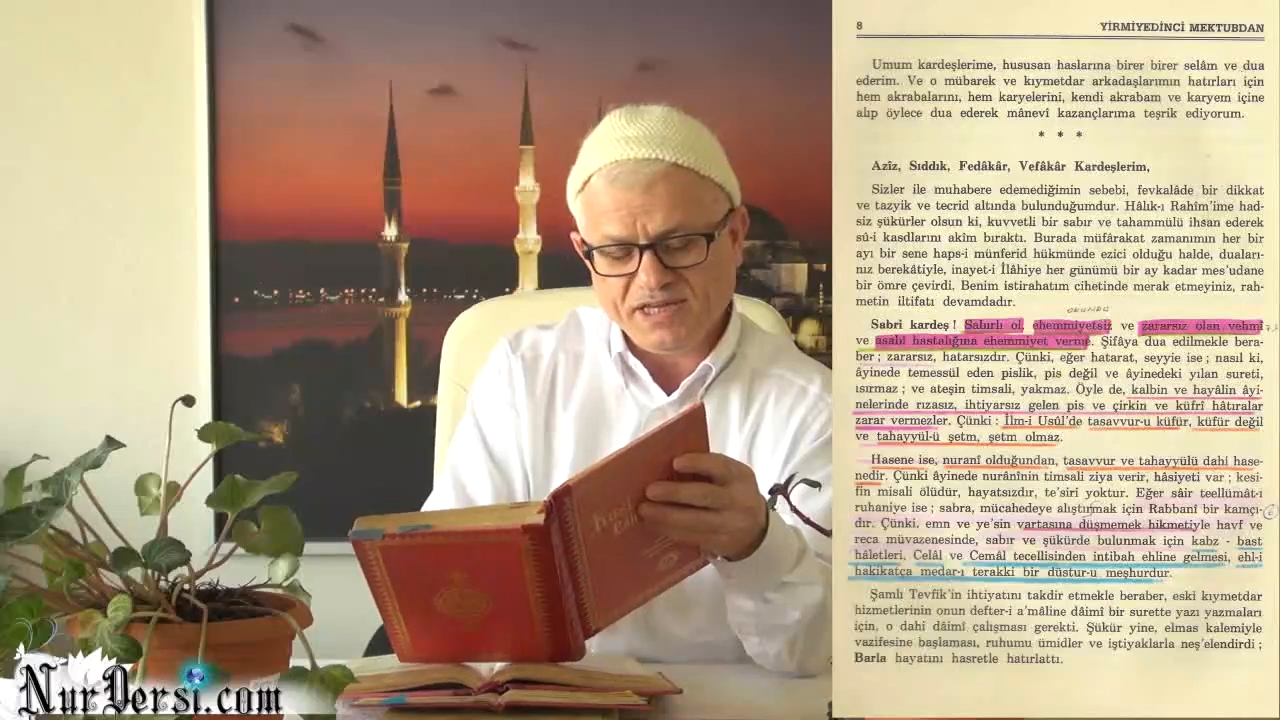 8
YİRMİYEDİNCİ MEKTUBDAN
Umum kardeşlerime, hususan haslarına birer birer selâm ve dua
ederim. Ve o mübarek ve kıymetdar arkadaşlarımın hatırları için
hem akrabalarını, hem karyelerini, kendi akrabam ve karyem içine
alıp öylece dua ederek mânevî kazançlarıma teşrik ediyorum.
* * *
Azîz, Sıddık, Fedâkâr, Vefâkâr Kardeşlerim,
Sizler ile muhabere edemediğimin sebebi, fevkalâde bir dikkat
ve tazyik ve tecrid altında bulunduğumdur. Hâlık-ı Rahîm'ime had-
siz şükürler olsun ki, kuvvetli bir sabır ve tahammülü ihsan ederek
sû-i kasdlarını akîm bıraktı. Burada müfârakat zamanımın her bir
ayı bir sene haps-i münferid hükmünde ezici olduğu halde, duaları-
nız berekâtiyle, inayet-i İlâhiye her günümü bir ay kadar mes'udane
bir ömre çevirdi. Benim istirahatım cihetinde merak etmeyiniz, rah-
metin iltifatı devamdadır.
Sabri kardeş! Sabırlı ol, ehemmiyetsiz ve zararsız olan vehmî
ve asabî hastalığına ehemmiyet verme. Şifâya dua edilmekle bera-
ber; zararsız, hatarsızdır. Çünki, eğer hatarat, seyyie ise; nasıl ki,
âyinede temessül eden pislik, pis değil ve âyinedeki yılan sureti,
ısırmaz; ve ateşin timsali, yakmaz. Öyle de, kalbin ve hayâlin âyi-
nelerinde rızasız, ihtiyarsız gelen pis ve çirkin ve küfrî hâtıralar
zarar vermezler. Çünki; İlm-i Usûl'de tasavvur-u küfür, küfür değil
ve tahayyül-ü şetm, şetm olmaz.
Hasene ise, nuranî olduğundan, tasavvur ve tahayyülü dahi hase-
nedir. Çünki âyinede nurânînin timsali ziya verir, hâsiyeti var; kesi-
fin misali ölüdür, hayatsızdır, te'siri yoktur. Eğer sâir teellümât-ı
ruhaniye ise; sabra, mücahedeye alıştırmak için Rabbanî bir kamçı-
dır. Çünki, emn ve ye'sin vartasına düşmemek hikmetiyle havf ve
reca müvazenesinde, sabır ve şükürde bulunmak için kabz - bast
hâletleri, Celâl ve Cemâl tecellisinden intibah ehline gelmesi, ehl-i
hakikatça medar-ı terakki bir düstur-u meşhurdur.
Şamlı Tevfik'in ihtiyatını takdir etmekle beraber, eski kıymetdar
hizmetlerinin onun defter-i a'mâline dâimî bir surette yazı yazmaları
için, o dahi dâimî çalışması gerekti. Şükür yine, elmas kalemiyle
vazifesine başlaması, ruhumu ümidler ve iştiyaklarla neş'elendirdi;
Barla hayatını hasretle hatırlattı.
NurDersi.com